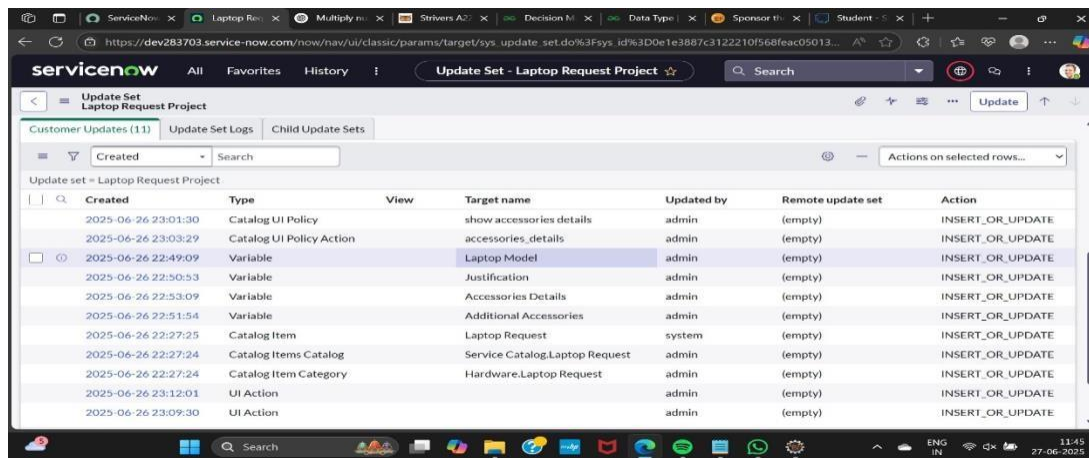 ServiceNow Laptop Req Multiply nu Strivers A2 Decision M Data Type Sponsor th Student - S
https://dev283703.service-now.com/now/nav/ui/classic/params/target/sys_update_set.do%3Fsys_id%3D0e1e3887c3122210f568feac05013...
servicenow All Favorites History Update Set - Laptop Request Project Search
Update Set
Laptop Request Project
Update
Customer Updates (11) Update Set Logs Child Update Sets
Created Search Actions on selected rows...
Update set = Laptop Request Project
Created Type View Target name Updated by Remote update set Action
2025-06-26 23:01:30 Catalog UI Policy show accessories details admin (empty) INSERT_OR_UPDATE
2025-06-26 23:03:29 Catalog UI Policy Action accessories_details admin (empty) INSERT_OR_UPDATE
2025-06-26 22:49:09 Variable Laptop Model admin (empty) INSERT_OR_UPDATE
2025-06-26 22:50:53 Variable Justification admin (empty) INSERT_OR_UPDATE
2025-06-26 22:53:09 Variable Accessories Details admin (empty) INSERT_OR_UPDATE
2025-06-26 22:51:54 Variable Additional Accessories admin (empty) INSERT_OR_UPDATE
2025-06-26 22:27:25 Catalog Item Laptop Request system (empty) INSERT_OR_UPDATE
2025-06-26 22:27:24 Catalog Items Catalog Service Catalog.Laptop Request admin (empty) INSERT_OR_UPDATE
2025-06-26 22:27:24 Catalog Item Category Hardware.Laptop Request admin (empty) INSERT_OR_UPDATE
2025-06-26 23:12:01 UI Action admin (empty) INSERT_OR_UPDATE
2025-06-26 23:09:30 UI Action admin (empty) INSERT_OR_UPDATE
5 Search ENG 11:45
IN 27-06-2025